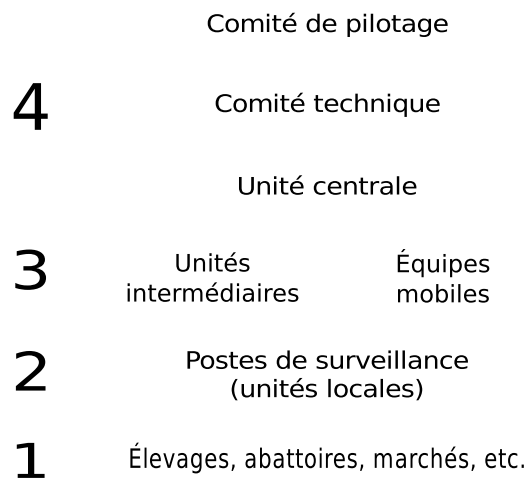 Comité de pilotage
4
Comité technique
Unité centrale
3
Unités
intermédiaires
Équipes
mobiles
2
Postes de surveillance
(unités locales)
1
Élevages, abattoires, marchés, etc.